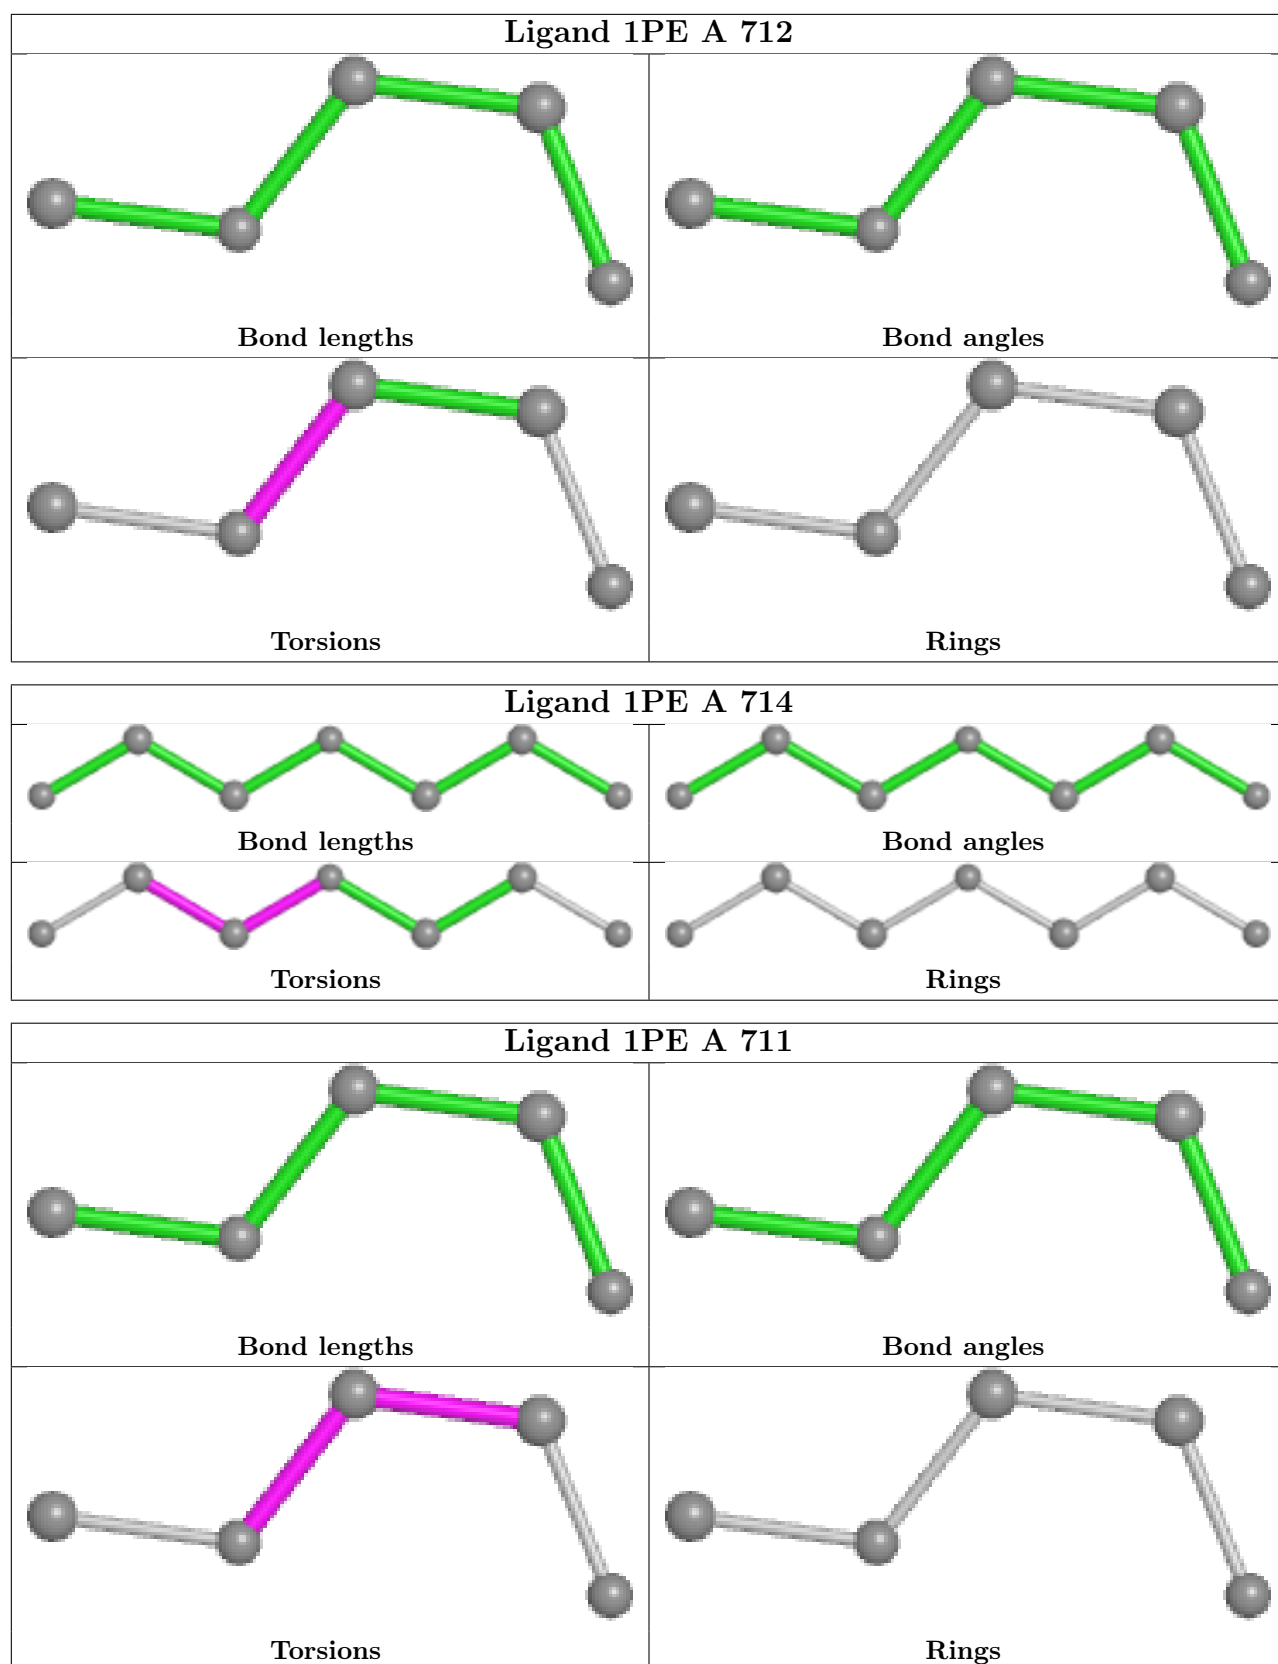 Ligand 1PE A 712
Bond lengths
Bond angles
Torsions
Rings
Ligand 1PE A 714
Bond lengths
Bond angles
Torsions
Rings
Ligand 1PE A 711
Bond lengths
Bond angles
Torsions
Rings